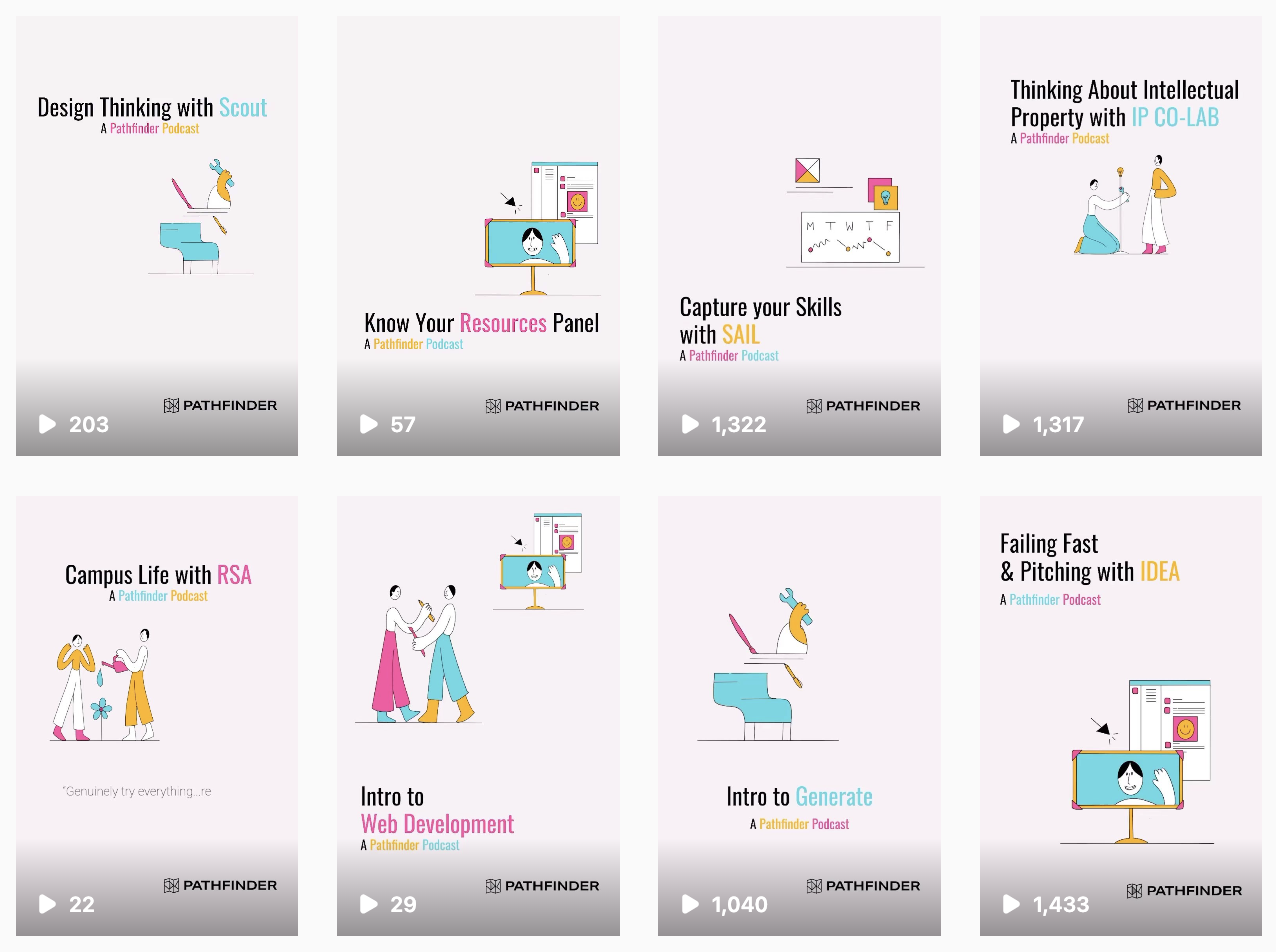 Design Thinking with Scout
A Pathfinder Podcast
PATHFINDER
203
Know Your Resources Panel
A Pathfinder Podcast
PATHFINDER
57
M T W T F
Capture your Skills
with SAIL
A Pathfinder Podcast
PATHFINDER
1,322
Thinking About Intellectual
Property with IP CO-LAB
A Pathfinder Podcast
PATHFINDER
1,317
Campus Life with RSA
A Pathfinder Podcast
"Genuinely try everything...re
PATHFINDER
22
Intro to
Web Development
A Pathfinder Podcast
PATHFINDER
29
Intro to Generate
A Pathfinder Podcast
PATHFINDER
1,040
Failing Fast
& Pitching with IDEA
A Pathfinder Podcast
PATHFINDER
1,433